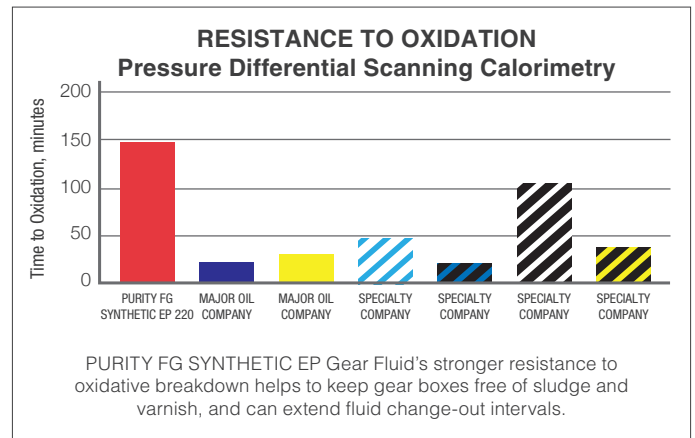 RESISTANCE TO OXIDATION
Pressure Differential Scanning Calorimetry
Time to Oxidation, minutes
200
150
100
50
0
PURITY FG
SYNTHETIC EP 220
MAJOR OIL
COMPANY
MAJOR OIL
COMPANY
SPECIALTY
COMPANY
SPECIALTY
COMPANY
SPECIALTY
COMPANY
SPECIALTY
COMPANY
PURITY FG SYNTHETIC EP Gear Fluid's stronger resistance to
oxidative breakdown helps to keep gear boxes free of sludge and
varnish, and can extend fluid change-out intervals.